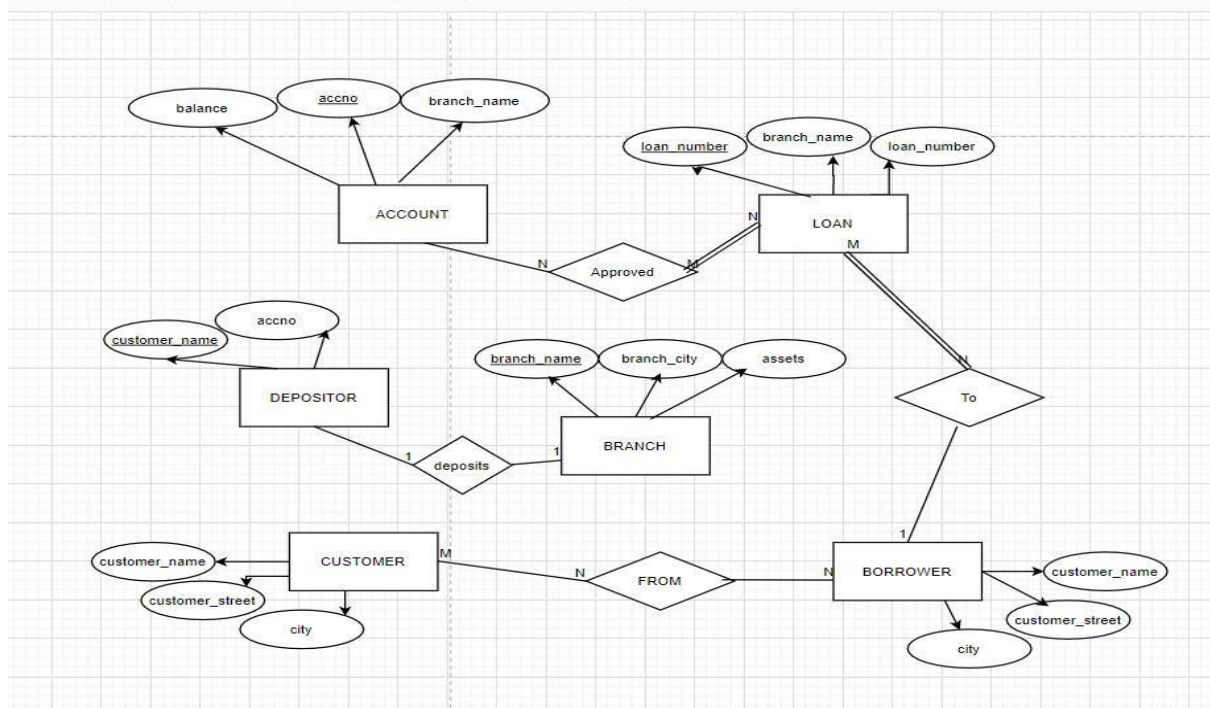 balance
accno
branch_name
loan_number
branch_name
loan_number
ACCOUNT
LOAN
N
M
N
M
Approved
customer_name
accno
branch_name
branch_city
assets
DEPOSITOR
BRANCH
N
To
1
deposits
1
1
CUSTOMER
M
N
FROM
N
BORROWER
customer_name
customer_street
city
customer_name
customer_street
city